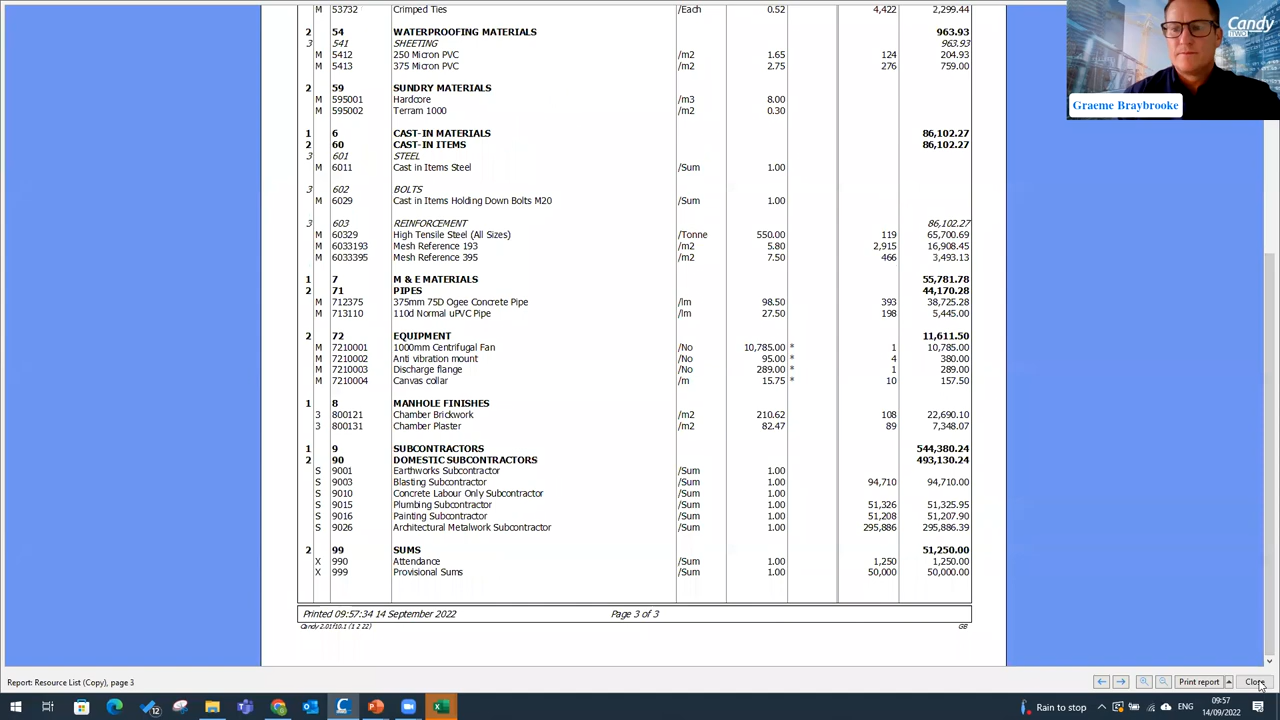 M 53732 Crimped Ties /Each 0.52 4,422 2,299.44
Candy
iTWO
Graeme Braybrooke
2 54 WATERPROOFING MATERIALS 963.93
3 541 SHEETING 963.93
M 5412 250 Micron PVC /m2 1.65 124 204.93
M 5413 375 Micron PVC /m2 2.75 276 759.00
2 59 SUNDRY MATERIALS
M 595001 Hardcore /m3 8.00
M 595002 Terram 1000 /m2 0.30
1 6 CAST-IN MATERIALS 86,102.27
2 60 CAST-IN ITEMS 86,102.27
3 601 STEEL
M 6011 Cast in Items Steel /Sum 1.00
3 602 BOLTS
M 6029 Cast in Items Holding Down Bolts M20 /Sum 1.00
3 603 REINFORCEMENT 86,102.27
M 60329 High Tensile Steel (All Sizes) /Tonne 550.00 119 65,700.69
M 6033193 Mesh Reference 193 /m2 5.80 2,915 16,908.45
M 6033395 Mesh Reference 395 /m2 7.50 466 3,493.13
1 7 M & E MATERIALS 55,781.78
2 71 PIPES 44,170.28
M 712375 375mm 75D Ogee Concrete Pipe /lm 98.50 393 38,725.28
M 713110 110d Normal uPVC Pipe /lm 27.50 198 5,445.00
2 72 EQUIPMENT 11,611.50
M 7210001 1000mm Centrifugal Fan /No 10,785.00 * 1 10,785.00
M 7210002 Anti vibration mount /No 95.00 * 4 380.00
M 7210003 Discharge flange /No 289.00 * 1 289.00
M 7210004 Canvas collar /m 15.75 * 10 157.50
1 8 MANHOLE FINISHES
3 800121 Chamber Brickwork /m2 210.62 108 22,690.10
3 800131 Chamber Plaster /m2 82.47 89 7,348.07
1 9 SUBCONTRACTORS 544,380.24
2 90 DOMESTIC SUBCONTRACTORS 493,130.24
S 9001 Earthworks Subcontractor /Sum 1.00
S 9003 Blasting Subcontractor /Sum 1.00 94,710 94,710.00
S 9010 Concrete Labour Only Subcontractor /Sum 1.00
S 9015 Plumbing Subcontractor /Sum 1.00 51,326 51,325.95
S 9016 Painting Subcontractor /Sum 1.00 51,208 51,207.90
S 9026 Architectural Metalwork Subcontractor /Sum 1.00 295,886 295,886.39
2 99 SUMS 51,250.00
X 990 Attendance /Sum 1.00 1,250 1,250.00
X 999 Provisional Sums /Sum 1.00 50,000 50,000.00
Printed 09:57:34 14 September 2022 Page 3 of 3
Candy 2.01f10.1 (1 2 22) GB
Report: Resource List (Copy), page 3 Print report Close
12 Rain to stop ENG 09:57
14/09/2022